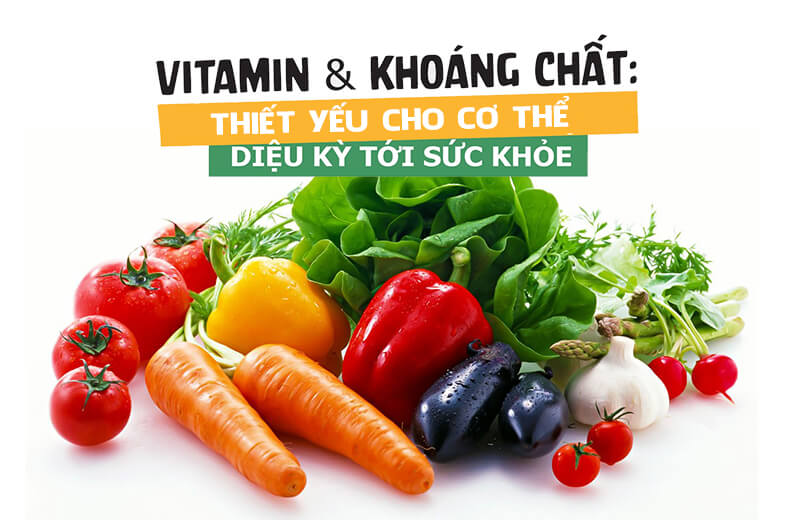 VITAMIN & KHOÁNG CHẤT:
THIẾT YẾU CHO CƠ THỂ
DIỆU KỲ TỚI SỨC KHỎE